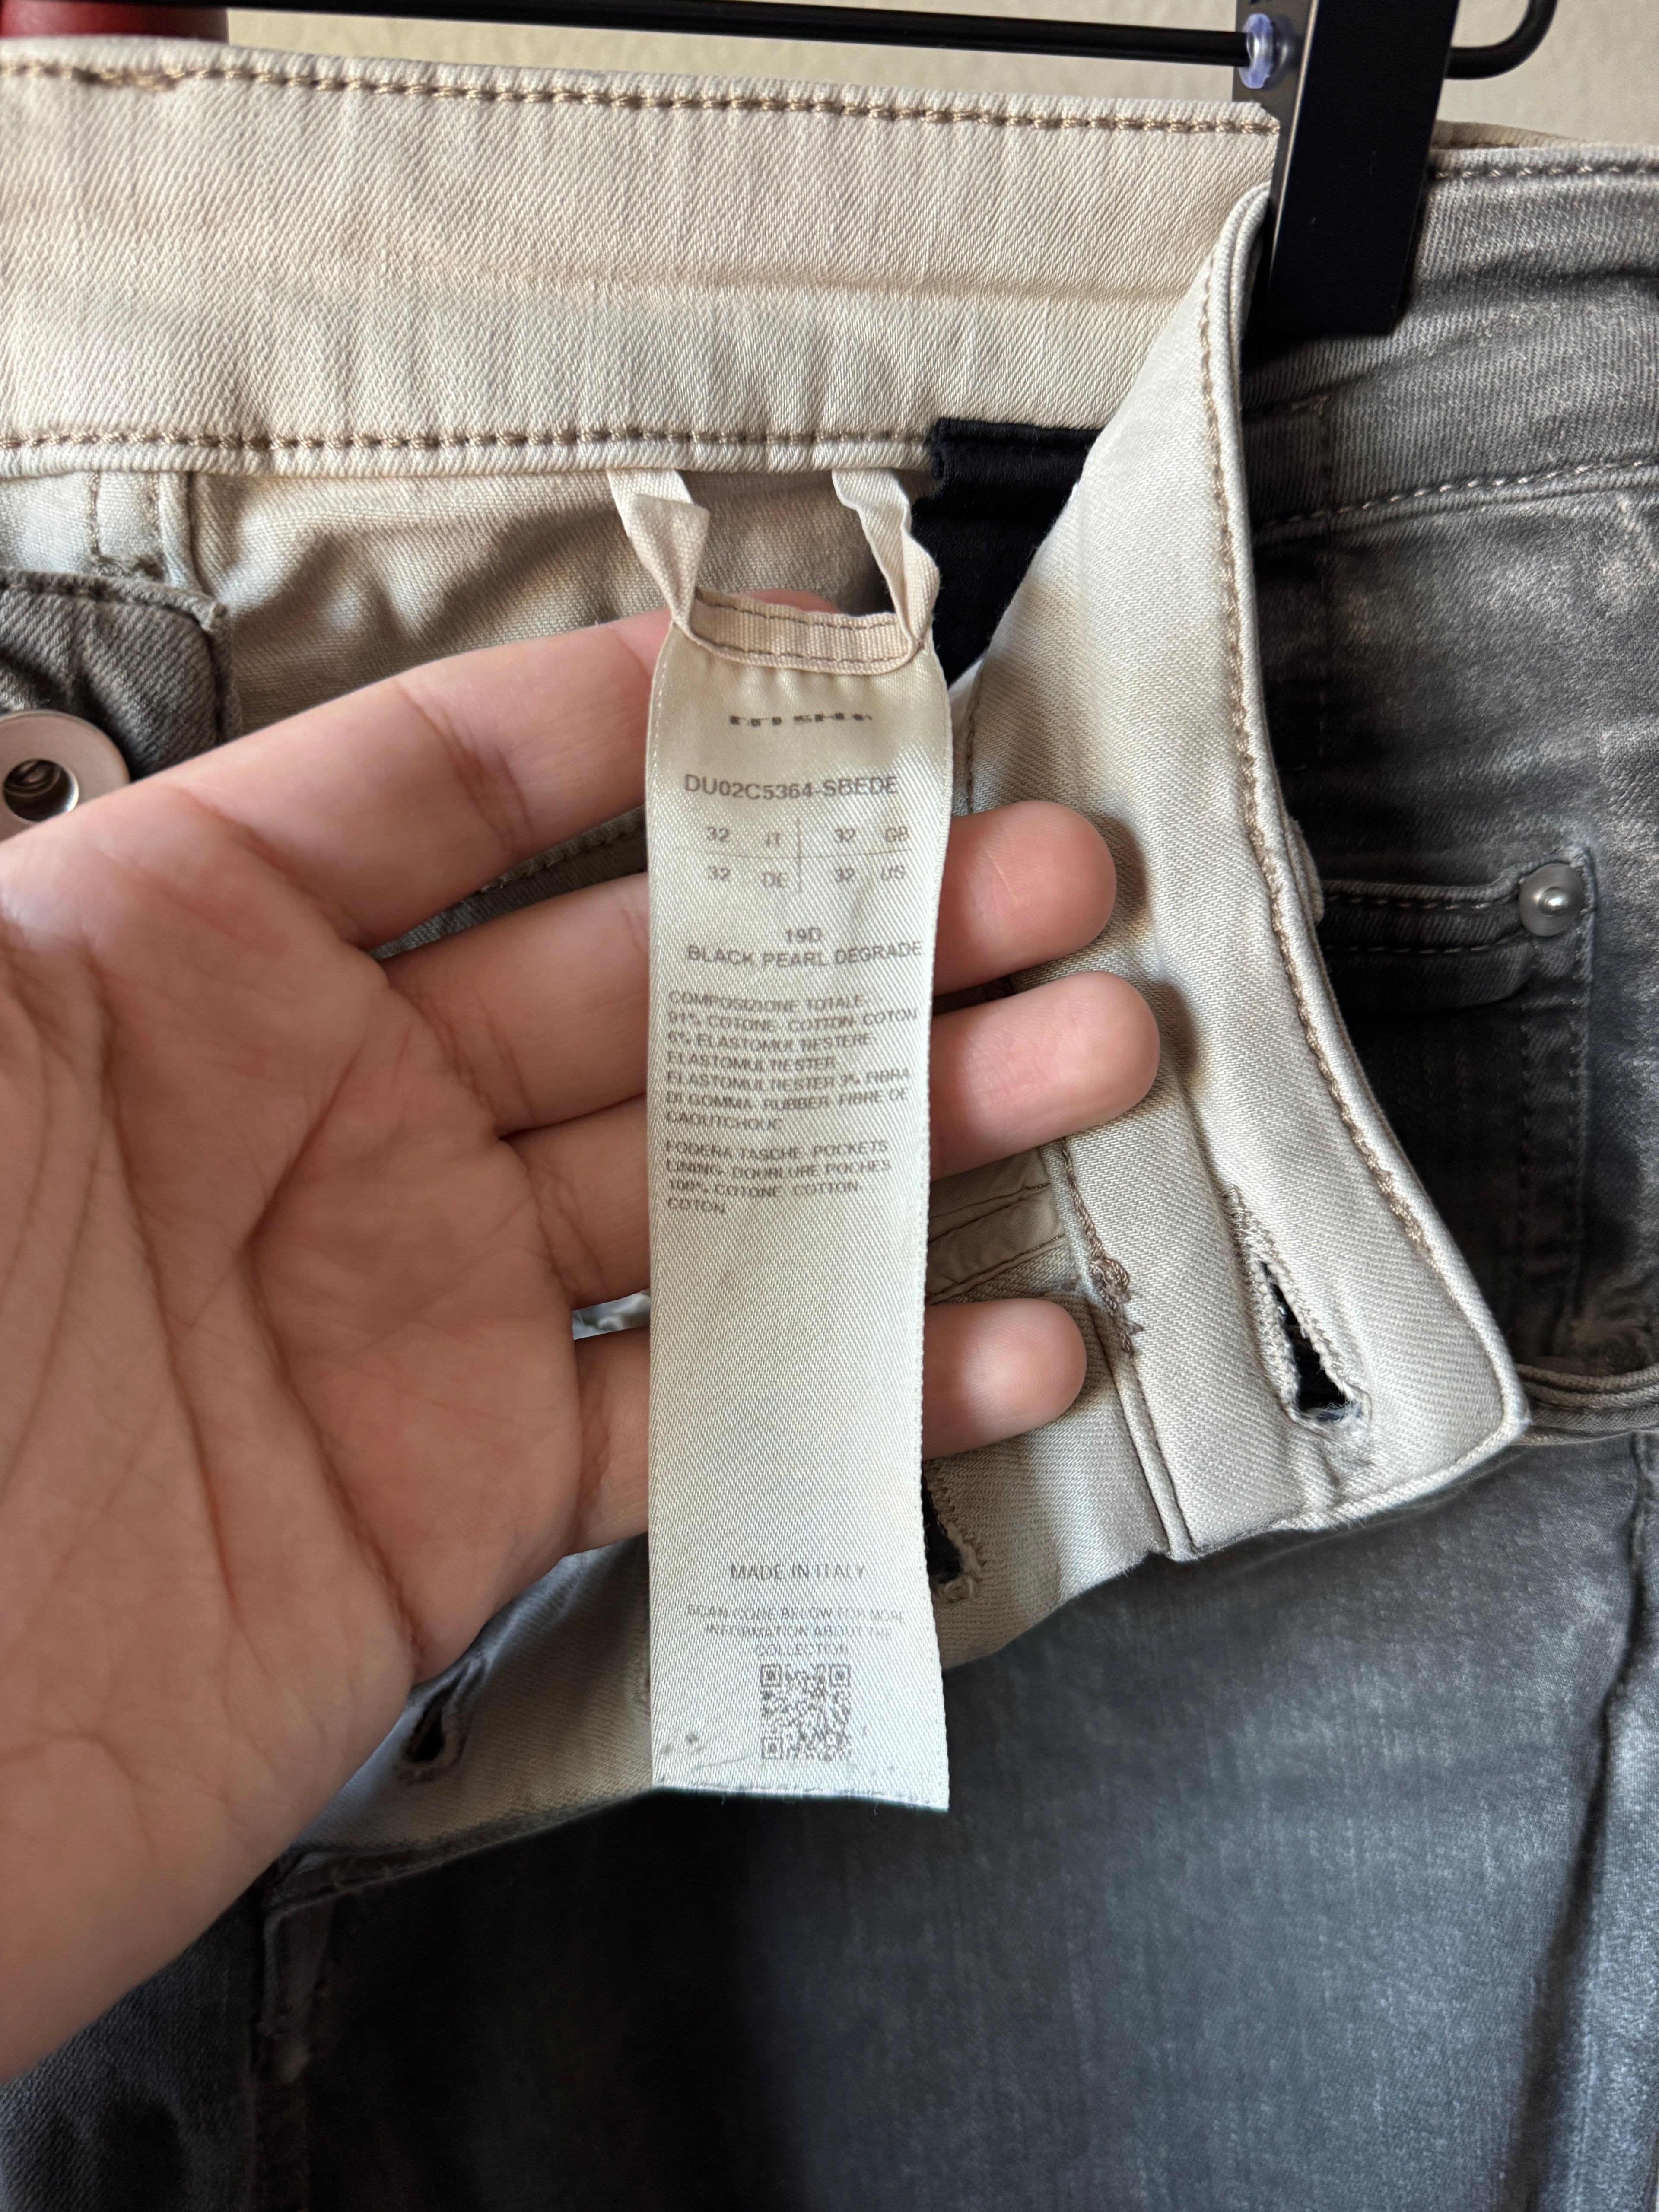 DU02C5364-SBEDE
32 IT 32 GB
32 DE 32 US
19D
BLACK PEARL DEGRADE
COMPOSIZIONE TOTALE:
91% COTONE COTTON COTON
6% ELASTOMULTIESTERE
ELASTOMULTIESTER
ELASTOMULTIESTER 3% FIBRA
DI GOMMA RUBBER FIBRE DE
CAOUTCHOUC
FODERA TASCHE POCKETS
LINING DOUBLURE POCHES
100% COTONE COTTON
COTON
MADE IN ITALY
SCAN CODE BELOW FOR MORE
INFORMATION ABOUT THE
COLLECTION